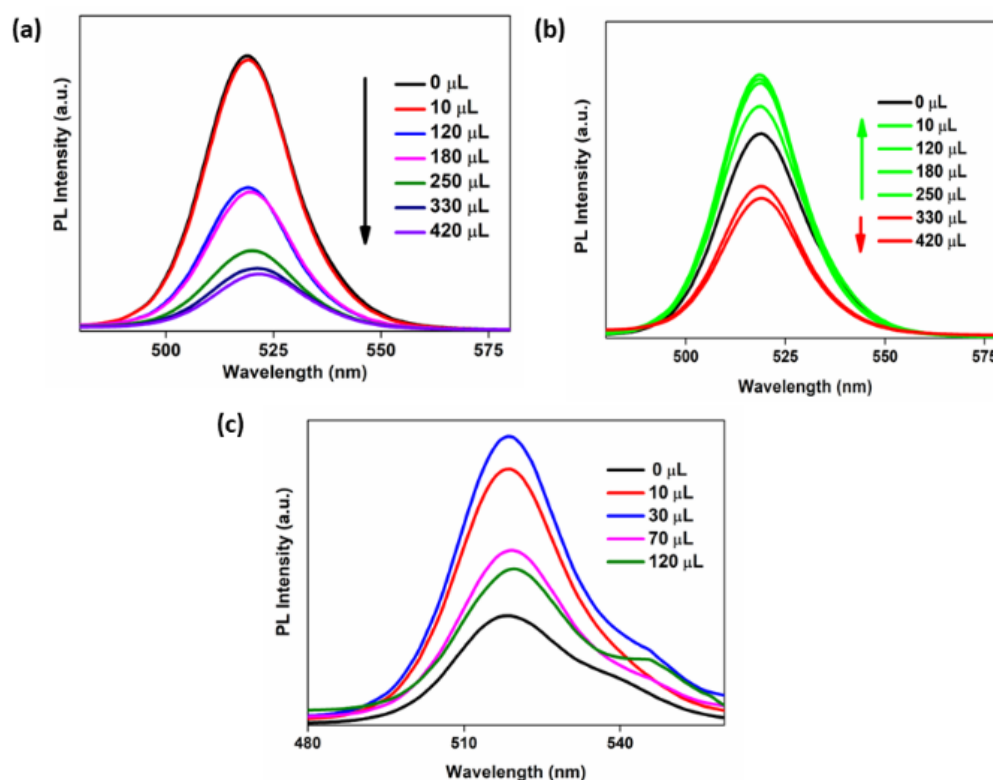 (a)
PL Intensity (a.u.)
0 μL
10 μL
120 μL
180 μL
250 μL
330 μL
420 μL
500
525
550
575
Wavelength (nm)
(b)
PL Intensity (a.u.)
0 μL
10 μL
120 μL
180 μL
250 μL
330 μL
420 μL
500
525
550
575
Wavelength (nm)
(c)
PL Intensity (a.u.)
0 μL
10 μL
30 μL
70 μL
120 μL
480
510
540
Wavelength (nm)